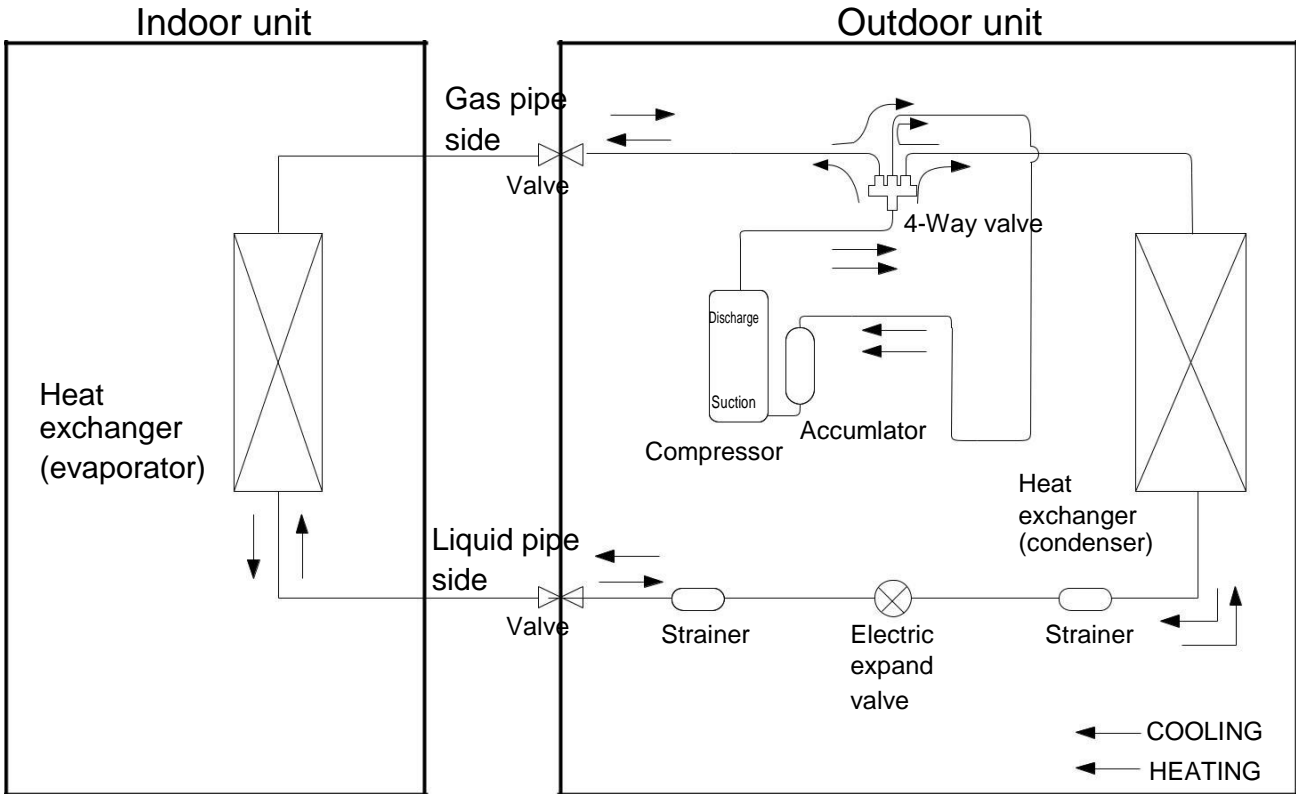 Indoor unit
Outdoor unit
Gas pipe
side
Valve
4-Way valve
Discharge
Suction
Compressor
Accumlator
Heat
exchanger
(evaporator)
Heat
exchanger
(condenser)
Liquid pipe
side
Valve
Strainer
Electric
expand
valve
Strainer
COOLING
HEATING